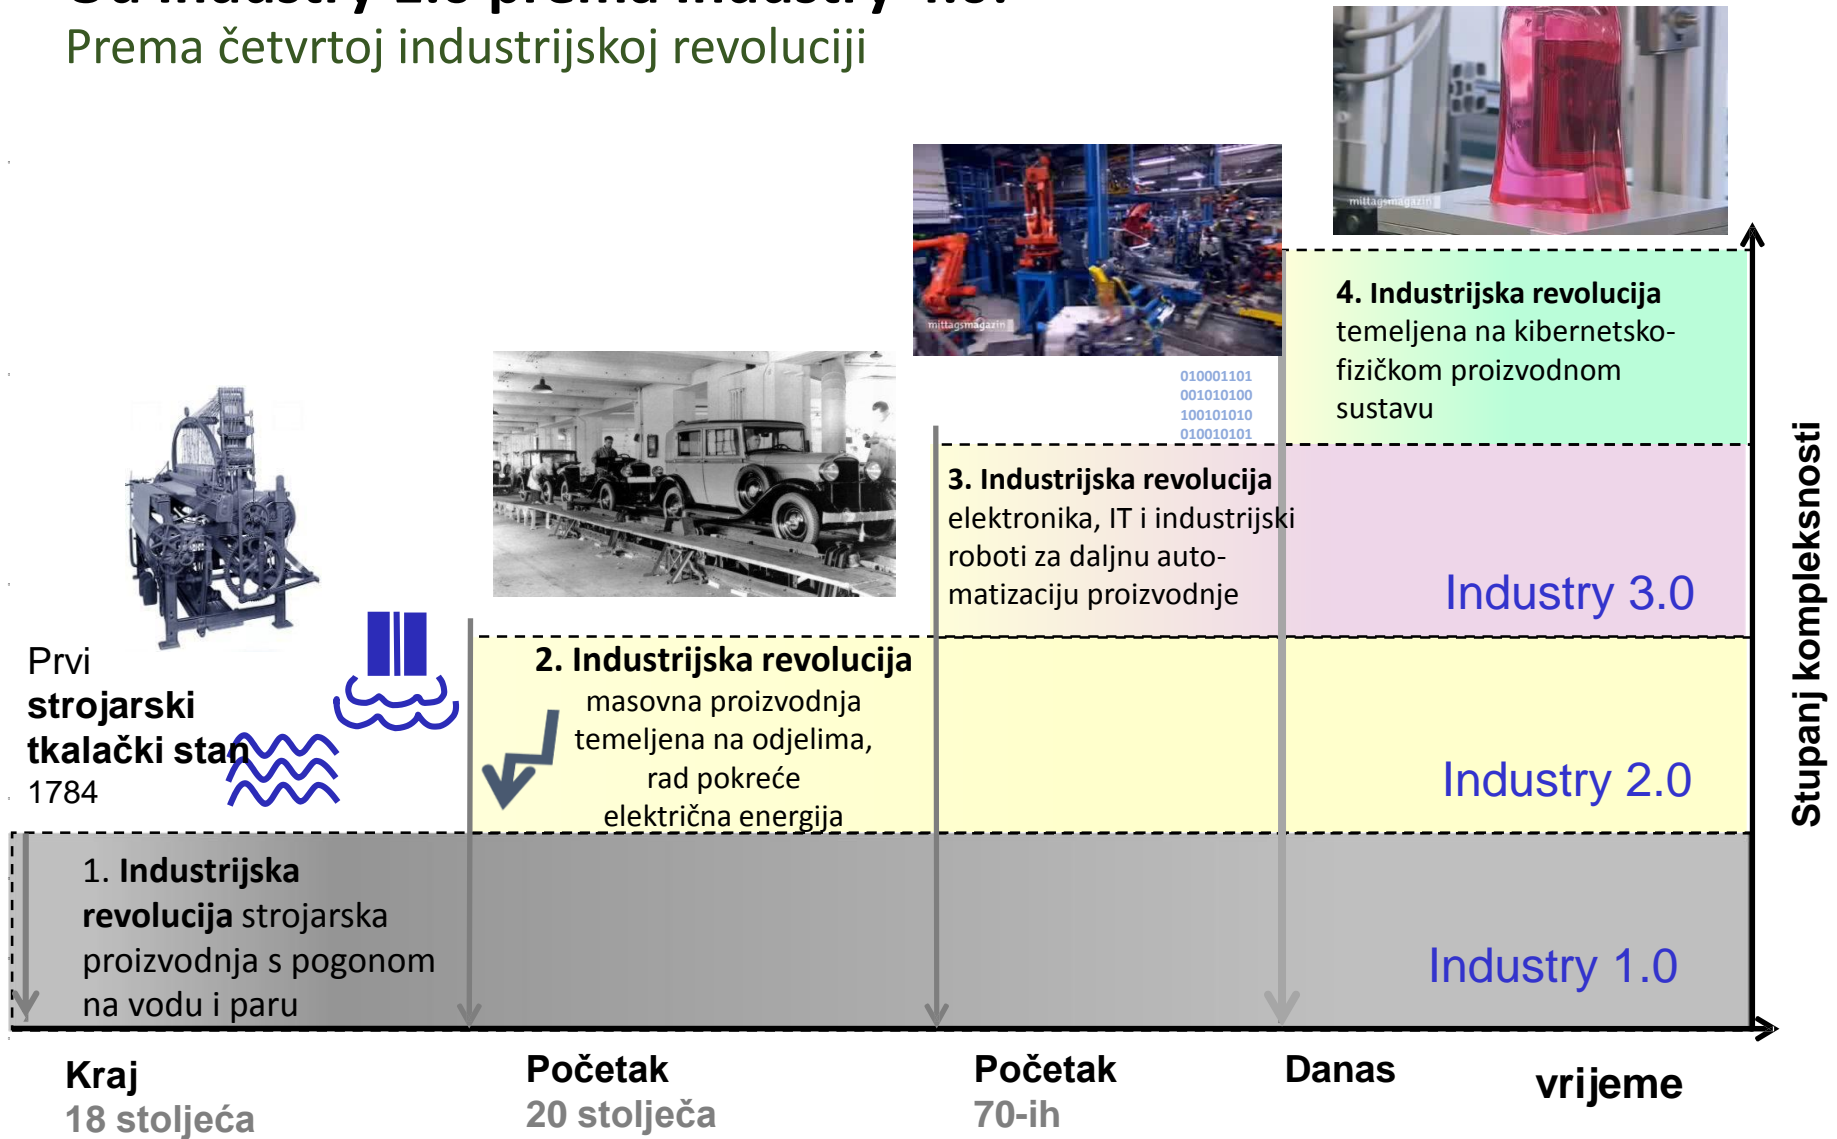 Prema četvrtoj industrijskoj revoluciji
mittagsmagazin
mittagsmagazin
4. Industrijska revolucija
temeljena na kibernetsko-
fizičkom proizvodnom
sustavu
010001101
001010100
100101010
010010101
3. Industrijska revolucija
elektronika, IT i industrijski
roboti za daljnu auto-
matizaciju proizvodnje
Industry 3.0
Stupanj kompleksnosti
Prvi
strojarski
tkalački stan
1784
2. Industrijska revolucija
masovna proizvodnja
temeljena na odjelima,
rad pokreće
električna energija
Industry 2.0
1. Industrijska
revolucija strojarska
proizvodnja s pogonom
na vodu i paru
Industry 1.0
Kraj
18 stoljeća
Početak
20 stolječa
Početak
70-ih
Danas
vrijeme